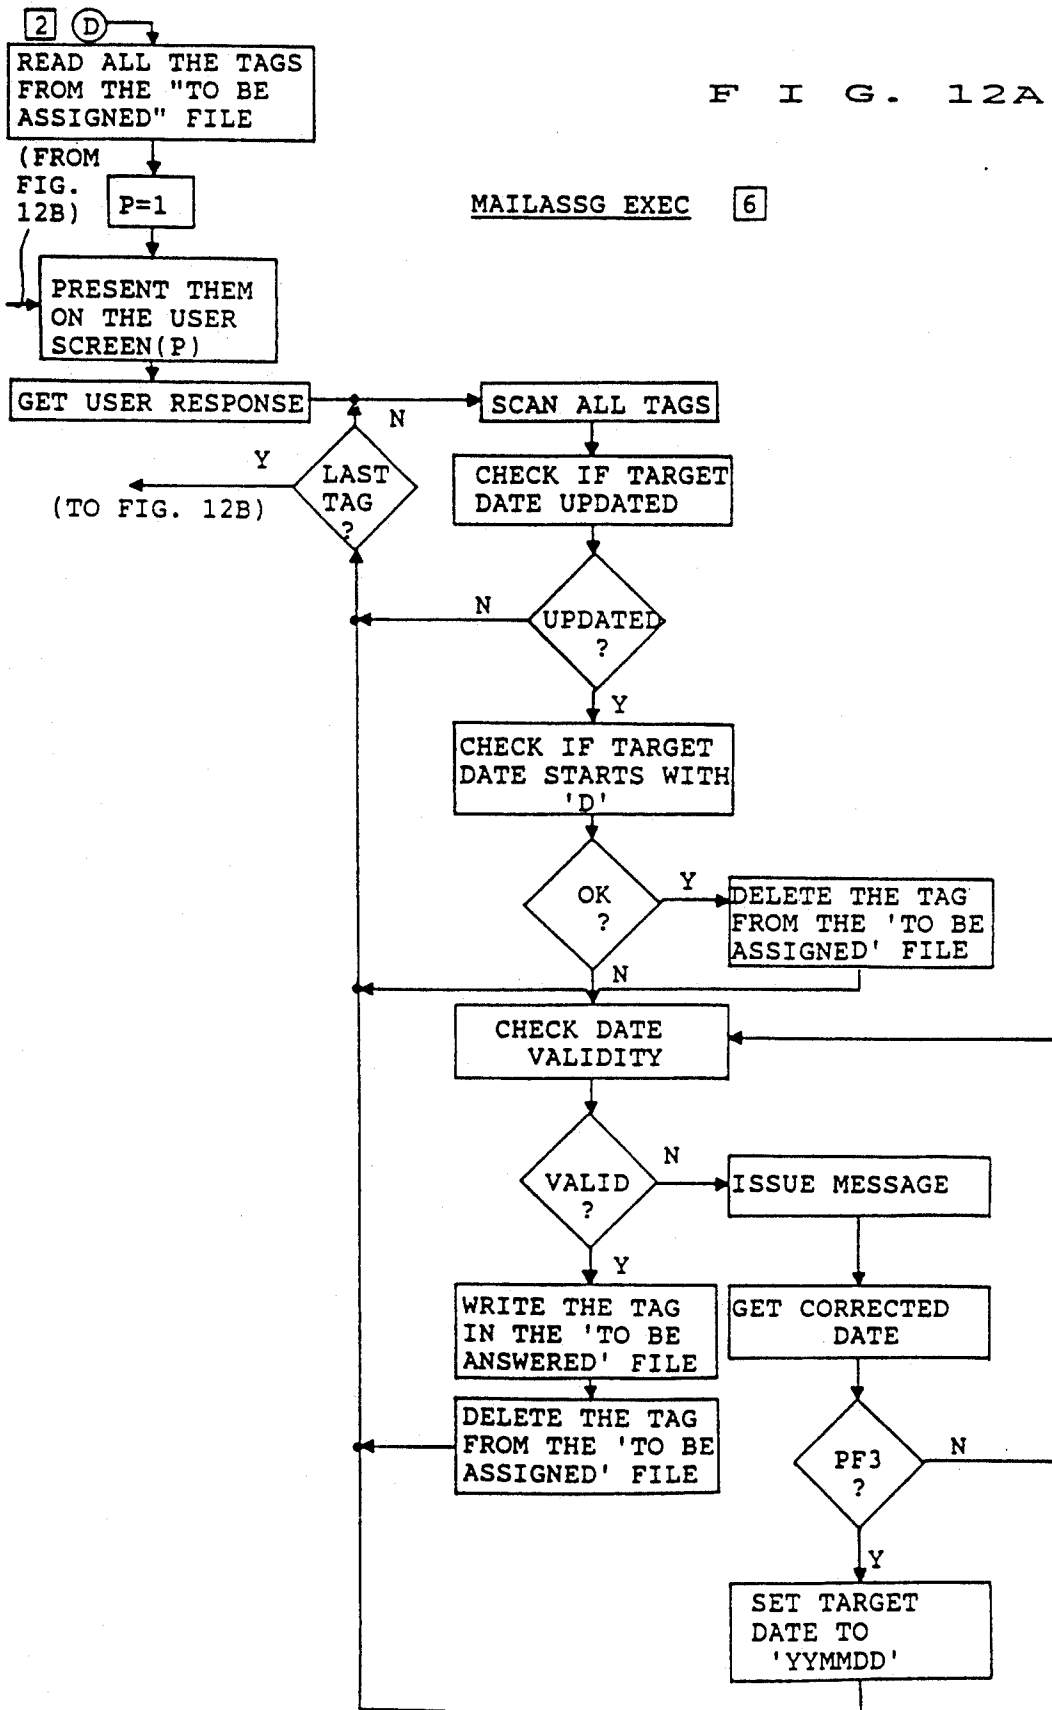 2 D
READ ALL THE TAGS
FROM THE "TO BE
ASSIGNED" FILE
F I G. 12A
(FROM
FIG.
12B)
P=1
MAILASSG EXEC 6
PRESENT THEM
ON THE USER
SCREEN(P)
GET USER RESPONSE
N
SCAN ALL TAGS
Y
LAST
TAG
?
(TO FIG. 12B)
CHECK IF TARGET
DATE UPDATED
N
UPDATED
?
Y
CHECK IF TARGET
DATE STARTS WITH
'D'
OK
?
Y
DELETE THE TAG
FROM THE 'TO BE
ASSIGNED' FILE
N
CHECK DATE
VALIDITY
VALID
?
N
ISSUE MESSAGE
Y
WRITE THE TAG
IN THE 'TO BE
ANSWERED' FILE
GET CORRECTED
DATE
DELETE THE TAG
FROM THE 'TO BE
ASSIGNED' FILE
PF3
?
N
Y
SET TARGET
DATE TO
'YYMMDD'